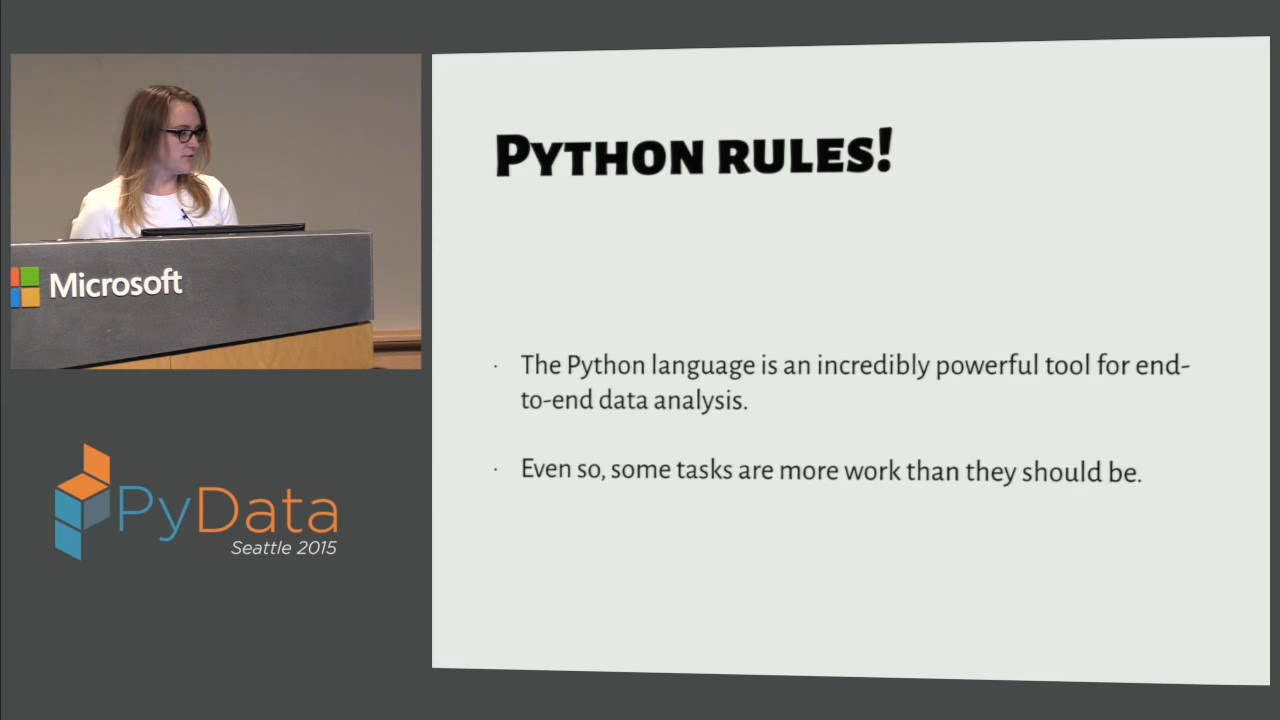 Python rules!
The Python language is an incredibly powerful tool for end-
to-end data analysis.
Even so, some tasks are more work than they should be.
Microsoft
PyData
Seattle 2015